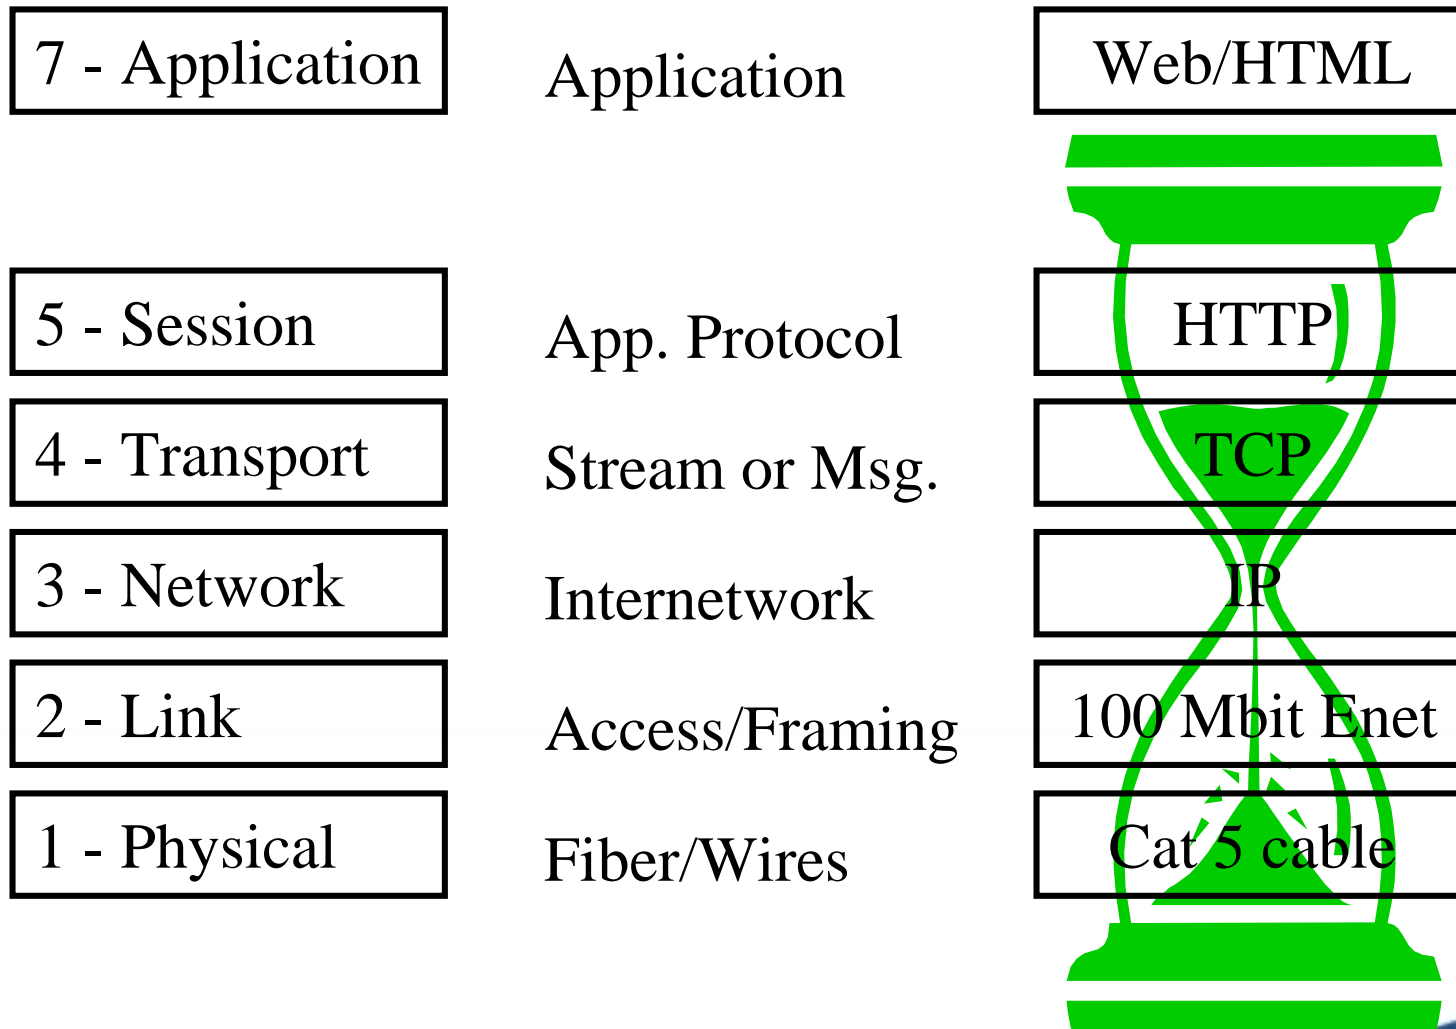 7 - Application Application Web/HTML
5 - Session App. Protocol HTTP
4 - Transport Stream or Msg. TCP
3 - Network Internetwork IP
2 - Link Access/Framing 100 Mbit Enet
1 - Physical Fiber/Wires Cat 5 cable